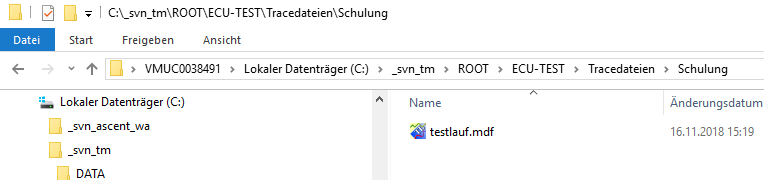 C:\_svn_tm\ROOT\ECU-TEST\Tracedateien\Schulung
Datei Start Freigeben Ansicht
VMUC0038491 Lokaler Datenträger (C:) _svn_tm ROOT ECU-TEST Tracedateien Schulung
Lokaler Datenträger (C:)
_svn_ascent_wa
_svn_tm
DATA
Name Änderungsdatum
testlauf.mdf 16.11.2018 15:19